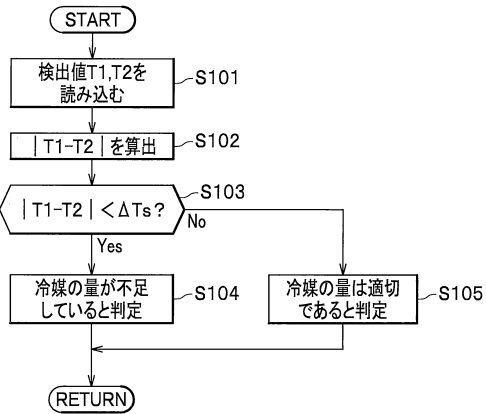 START
検出値T1,T2を
読み込む
S101
|T1-T2|を算出
S102
|T1-T2|<ΔTs?
S103
No
Yes
冷媒の量が不足
していると判定
S104
冷媒の量は適切
であると判定
S105
RETURN